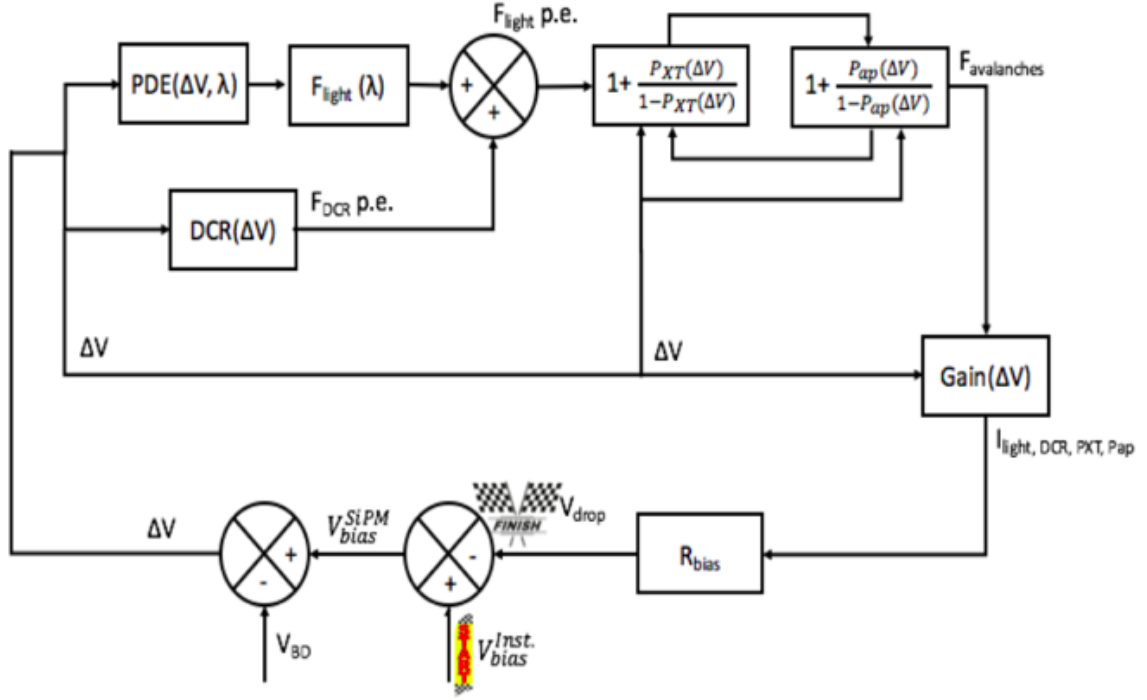 F_light p.e.
PDE(ΔV, λ)
F_light (λ)
+
+
1+ P_XT(ΔV) / 1−P_XT(ΔV)
1+ P_ap(ΔV) / 1−P_ap(ΔV)
F_avalanches
DCR(ΔV)
F_DCR p.e.
ΔV
ΔV
Gain(ΔV)
I_light, DCR, PXT, Pap
ΔV
+
-
V_bias^SiPM
-
+
FINISH
V_drop
R_bias
V_BD
START
V_bias^Inst.